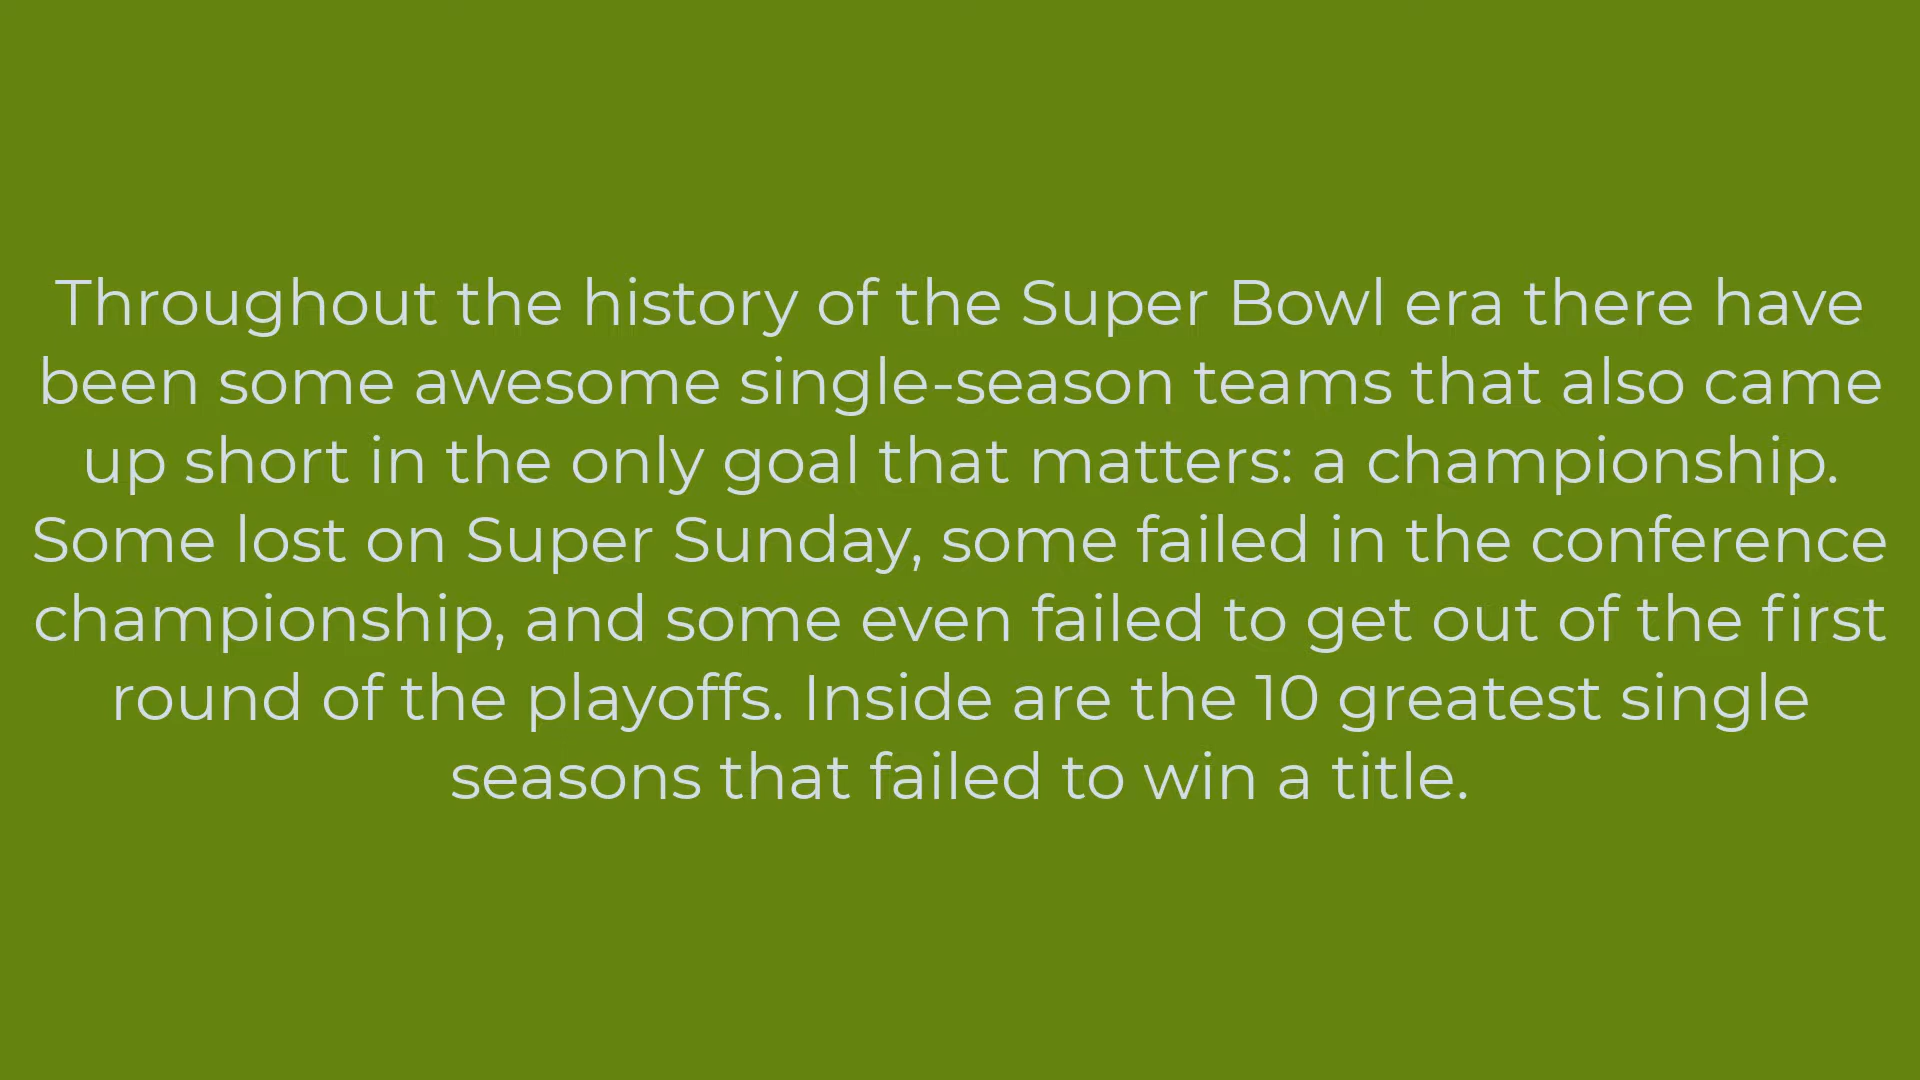 Throughout the history of the Super Bowl era there have
been some awesome single-season teams that also came
up short in the only goal that matters: a championship.
Some lost on Super Sunday, some failed in the conference
championship, and some even failed to get out of the first
round of the playoffs. Inside are the 10 greatest single
seasons that failed to win a title.